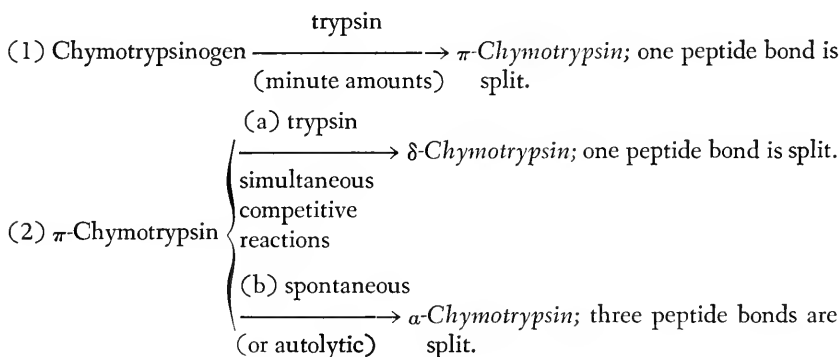 trypsin
(1) Chymotrypsinogen ⟶ π-Chymotrypsin; one peptide bond is
(minute amounts) split.
(a) trypsin
⟶ δ-Chymotrypsin; one peptide bond is split.
simultaneous
competitive
(2) π-Chymotrypsin { reactions
(b) spontaneous
⟶ α-Chymotrypsin; three peptide bonds are
(or autolytic) split.